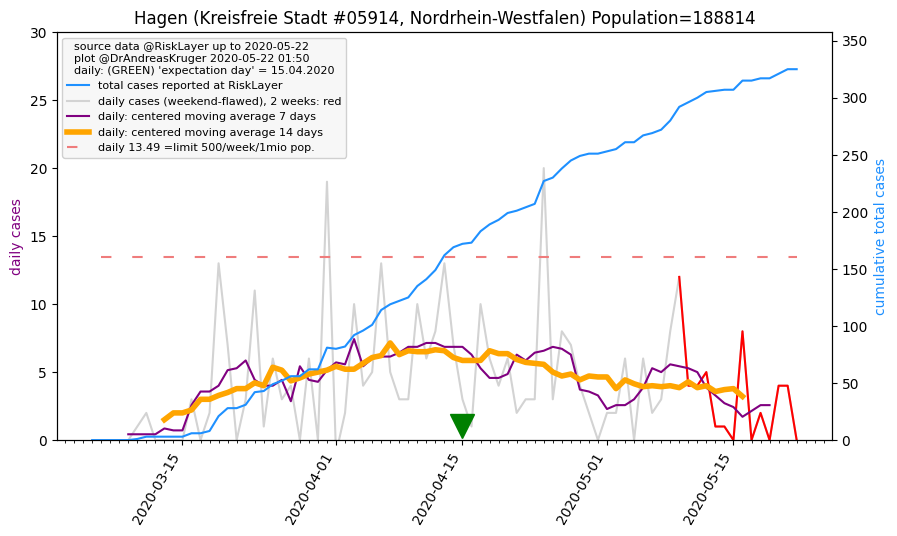 Hagen (Kreisfreie Stadt #05914, Nordrhein-Westfalen) Population=188814
source data @RiskLayer up to 2020-05-22
plot @DrAndreasKruger 2020-05-22 01:50
daily: (GREEN) 'expectation day' = 15.04.2020
total cases reported at RiskLayer
daily cases (weekend-flawed), 2 weeks: red
daily: centered moving average 7 days
daily: centered moving average 14 days
daily 13.49 =limit 500/week/1mio pop.
daily cases
30
25
20
15
10
5
0
350
300
250
200
150
100
50
0
cumulative total cases
2020-03-15
2020-04-01
2020-04-15
2020-05-01
2020-05-15